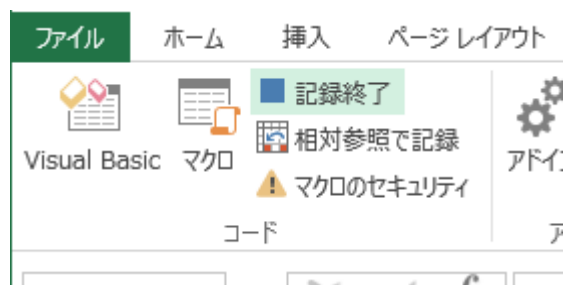 ファイル ホーム 挿入 ページ レイアウト
記録終了
相対参照で記録
Visual Basic マクロ
マクロのセキュリティ
コード